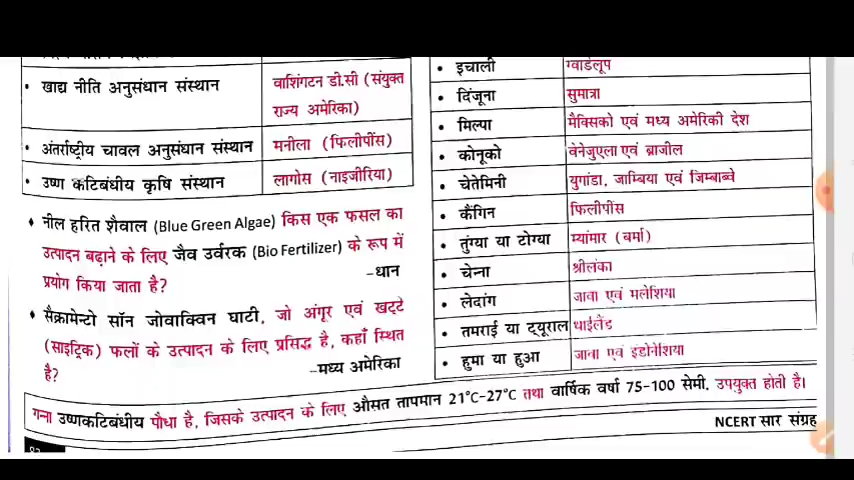 खाद्य नीति अनुसंधान संस्थान वाशिंगटन डी.सी (संयुक्त
राज्य अमेरिका)
अंतर्राष्ट्रीय चावल अनुसंधान संस्थान मनीला (फिलीपींस)
उष्ण कटिबंधीय कृषि संस्थान लागोस (नाइजीरिया)
♦ नील हरित शैवाल (Blue Green Algae) किस एक फसल का
उत्पादन बढ़ाने के लिए जैव उर्वरक (Bio Fertilizer) के रूप में
प्रयोग किया जाता है? –धान
♦ सैक्रामेन्टो सॉन जोवाक्विन घाटी, जो अंगूर एवं खट्टे
(साइट्रिक) फलों के उत्पादन के लिए प्रसिद्ध है, कहाँ स्थित
है? –मध्य अमेरिका
• इचाली ग्वाडेलूप
• दिंजूना सुमात्रा
• मिल्पा मैक्सिको एवं मध्य अमेरिकी देश
• कोनूको वेनेजुएला एवं ब्राजील
• चेतेमिनी युगांडा, जाम्बिया एवं जिम्बाब्वे
• कैंगिन फिलीपींस
• तुंग्या या टोंग्या म्यांमार (बर्मा)
• चेन्ना श्रीलंका
• लेदांग जावा एवं मलेशिया
• तमराई या ट्यूराल थाईलैंड
• हुमा या हुआ जावा एवं इंडोनेशिया
गन्ना उष्णकटिबंधीय पौधा है, जिसके उत्पादन के लिए औसत तापमान 21°C-27°C तथा वार्षिक वर्षा 75-100 सेमी. उपयुक्त होती है।
NCERT सार संग्रह